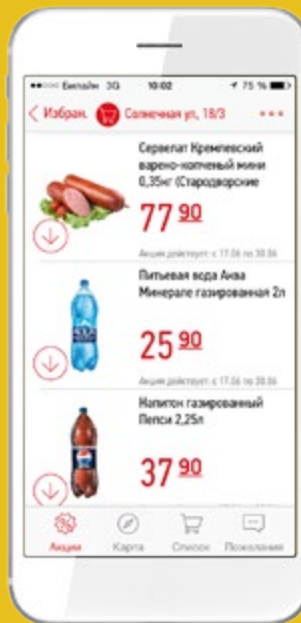 Билайн 3G 10:02 75 %
Избран. Солнечная ул, 18/3
Сервелат Кремлевский
варено-копченый мини
0,35кг (Стародворские
77 90
Акция действует: с 17.06 по 30.06
Питьевая вода Аква
Минерале газированная 2л
25 90
Акция действует: с 17.06 по 30.06
Напиток газированный
Пепси 2,25л
37 90
Акции Карта Список Пожелания